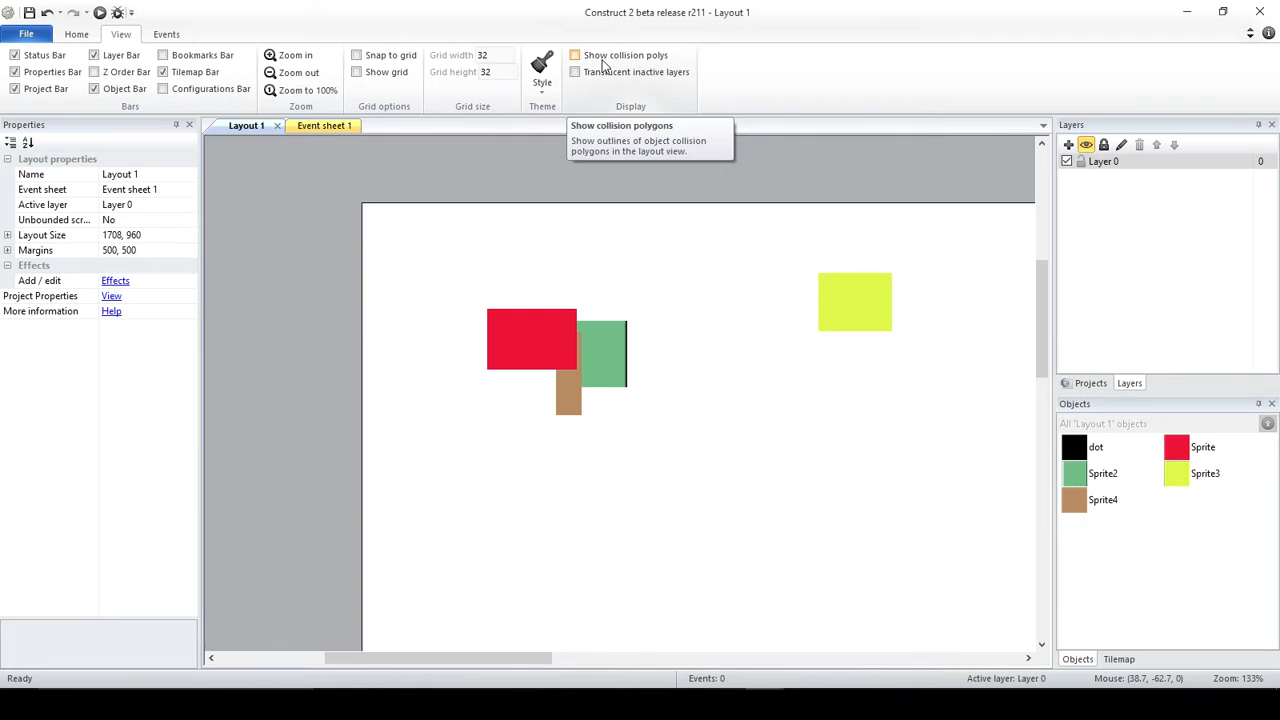 Construct 2 beta release r211 - Layout 1
File Home View Events
Status Bar Layer Bar Bookmarks Bar Zoom in Snap to grid Grid width 32 Show collision polys
Properties Bar Z Order Bar Tilemap Bar Zoom out Show grid Grid height 32 Translucent inactive layers
Project Bar Object Bar Configurations Bar Zoom to 100% Style
Bars Zoom Grid options Grid size Theme Display
Properties
Layout 1 Event sheet 1
Show collision polygons
Show outlines of object collision
polygons in the layout view.
Layout properties
Name Layout 1
Event sheet Event sheet 1
Active layer Layer 0
Unbounded scr... No
Layout Size 1708, 960
Margins 500, 500
Effects
Add / edit Effects
Project Properties View
More information Help
Layers
Layer 0 0
Projects Layers
Objects
All 'Layout 1' objects
dot Sprite
Sprite2 Sprite3
Sprite4
Objects Tilemap
Ready Events: 0 Active layer: Layer 0 Mouse: (38.7, -62.7, 0) Zoom: 133%